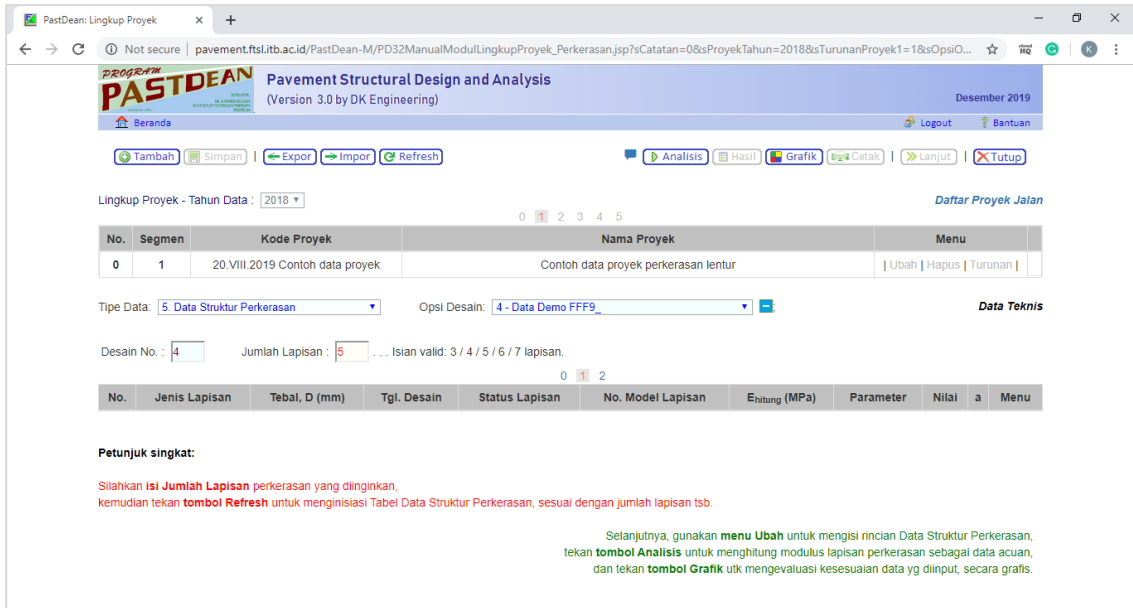 PastDean: Lingkup Proyek
Not secure | pavement.ftsl.itb.ac.id/PastDean-M/PD32ManualModulLingkupProyek_Perkerasan.jsp?sCatatan=0&sProyekTahun=2018&sTurunanProyek1=1&sOpsiO...
HQ G K
PROGRAM
PASTDEAN
Pavement Structural Design and Analysis
(Version 3.0 by DK Engineering)
Desember 2019
Beranda Logout Bantuan
Tambah Simpan | Expor Impor Refresh Analisis Hasil Grafik Cetak | Lanjut | Tutup
Lingkup Proyek - Tahun Data : 2018 Daftar Proyek Jalan
0 1 2 3 4 5
No. Segmen Kode Proyek Nama Proyek Menu
0 1 20.VIII.2019 Contoh data proyek Contoh data proyek perkerasan lentur | Ubah | Hapus | Turunan |
Tipe Data: 5. Data Struktur Perkerasan Opsi Desain: 4 - Data Demo FFF9_ Data Teknis
Desain No. : 4 Jumlah Lapisan : 5 . . . Isian valid: 3 / 4 / 5 / 6 / 7 lapisan.
0 1 2
No. Jenis Lapisan Tebal, D (mm) Tgl. Desain Status Lapisan No. Model Lapisan Ehitung (MPa) Parameter Nilai a Menu
Petunjuk singkat:
Silahkan isi Jumlah Lapisan perkerasan yang diinginkan,
kemudian tekan tombol Refresh untuk menginisiasi Tabel Data Struktur Perkerasan, sesuai dengan jumlah lapisan tsb.
Selanjutnya, gunakan menu Ubah untuk mengisi rincian Data Struktur Perkerasan,
tekan tombol Analisis untuk menghitung modulus lapisan perkerasan sebagai data acuan,
dan tekan tombol Grafik utk mengevaluasi kesesuaian data yg diinput, secara grafis.